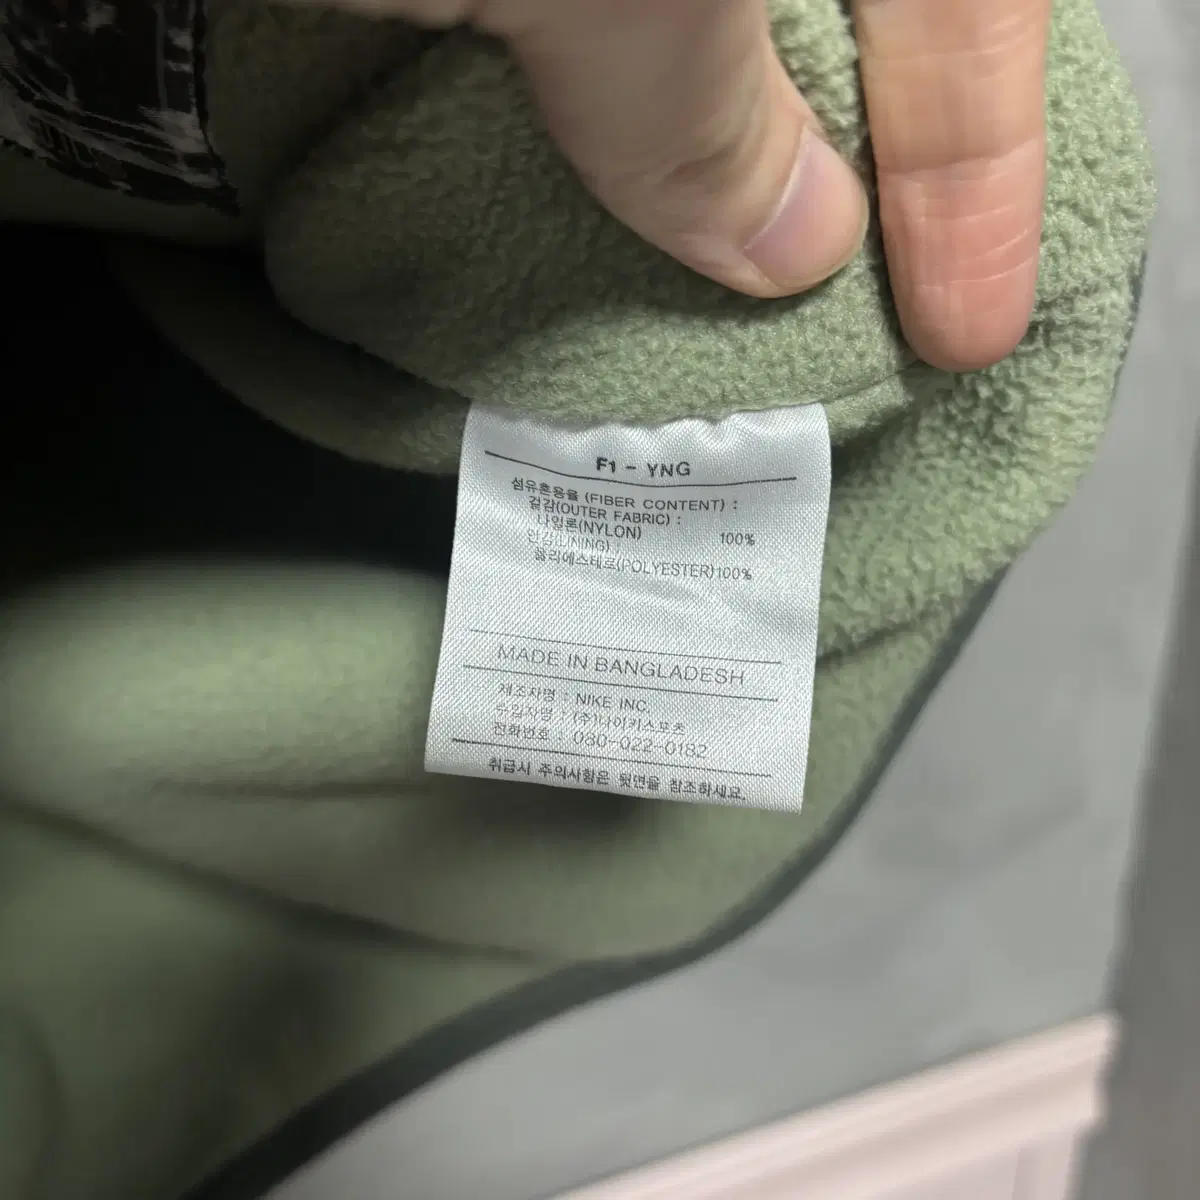 F1 - YNG
섬유혼용율 (FIBER CONTENT) :
겉감(OUTER FABRIC) :
나일론(NYLON) 100%
안감(LINING)
폴리에스테르(POLYESTER)100%
MADE IN BANGLADESH
제조자명 : NIKE INC.
수입자명 : (주)나이키스포츠
전화번호 : 080-022-0182
취급시 주의사항은 뒷면을 참조하세요.